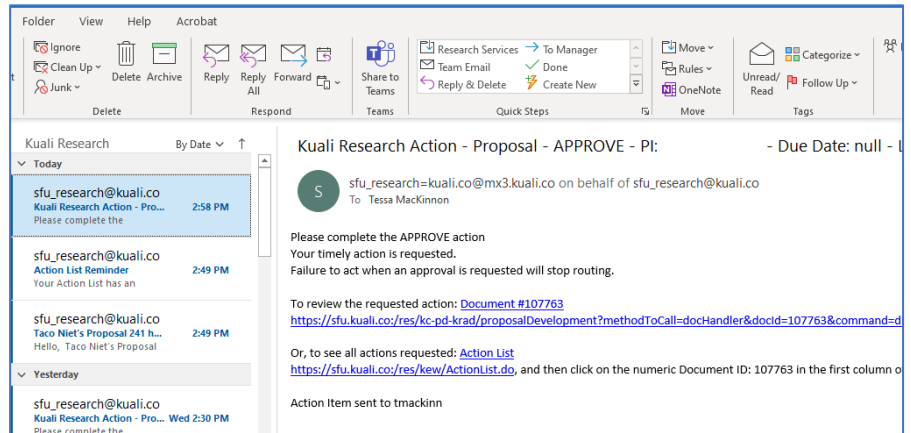 Folder View Help Acrobat
Ignore
Clean Up
Junk
Delete Archive
Reply Reply All Forward
Share to Teams
Research Services To Manager
Team Email Done
Reply & Delete Create New
Move
Rules
OneNote
Unread/ Read
Categorize
Follow Up
Delete Respond Teams Quick Steps Move Tags
Kuali Research By Date
Today
sfu_research@kuali.co
Kuali Research Action - Pro... 2:58 PM
Please complete the
sfu_research@kuali.co
Action List Reminder 2:49 PM
Your Action List has an
sfu_research@kuali.co
Taco Niet's Proposal 241 h... 2:49 PM
Hello, Taco Niet's Proposal
Yesterday
sfu_research@kuali.co
Kuali Research Action - Pro... Wed 2:30 PM
Please complete the
Kuali Research Action - Proposal - APPROVE - PI: - Due Date: null -
S
sfu_research=kuali.co@mx3.kuali.co on behalf of sfu_research@kuali.co
To Tessa MacKinnon
Please complete the APPROVE action
Your timely action is requested.
Failure to act when an approval is requested will stop routing.
To review the requested action: Document #107763
https://sfu.kuali.co:/res/kc-pd-krad/proposalDevelopment?methodToCall=docHandler&docId=107763&command=d
Or, to see all actions requested: Action List
https://sfu.kuali.co:/res/kew/ActionList.do, and then click on the numeric Document ID: 107763 in the first column o
Action Item sent to tmackinn